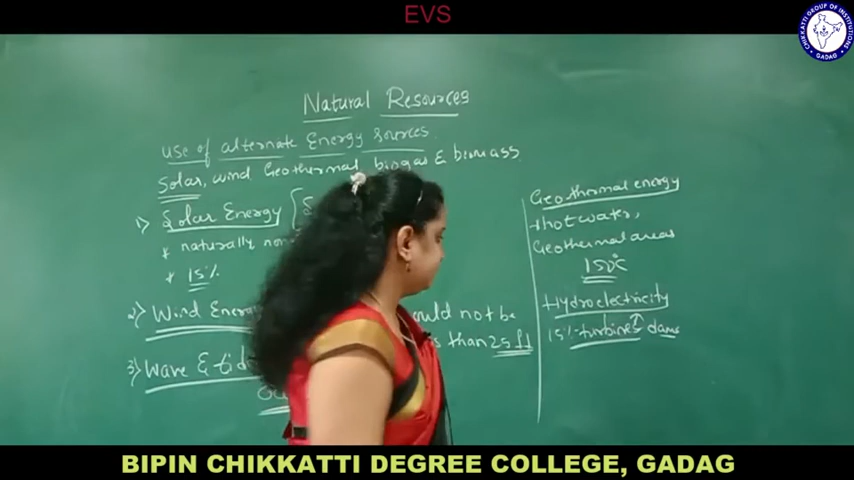 EVS
CHIKKATTI GROUP OF INSTITUTIONS
GADAG
Natural Resources
Use of alternate Energy sources.
Solar, wind Geothermal biogas & biomass
1) Solar Energy
* naturally
* 15%
2) Wind Energy ould not be
less than 25 ft
3) Wave &
Geothermal energy
Hot water,
Geothermal areas
150°C
Hydroelectricity
15% turbines dams
BIPIN CHIKKATTI DEGREE COLLEGE, GADAG